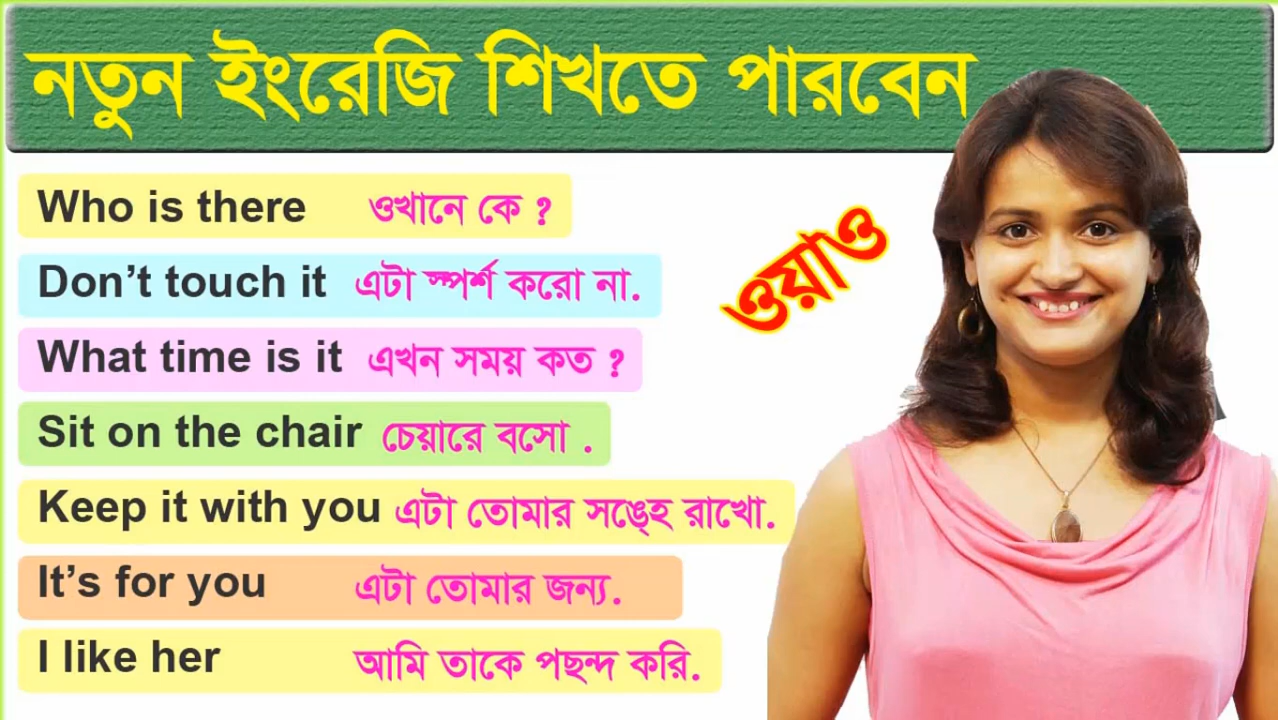 নতুন ইংরেজি শিখতে পারবেন
Who is there ওখানে কে ?
Don’t touch it এটা স্পর্শ করো না.
ওয়াও
What time is it এখন সময় কত ?
Sit on the chair চেয়ারে বসো .
Keep it with you এটা তোমার সঙ্হে রাখো.
It’s for you এটা তোমার জন্য.
I like her আমি তাকে পছন্দ করি.